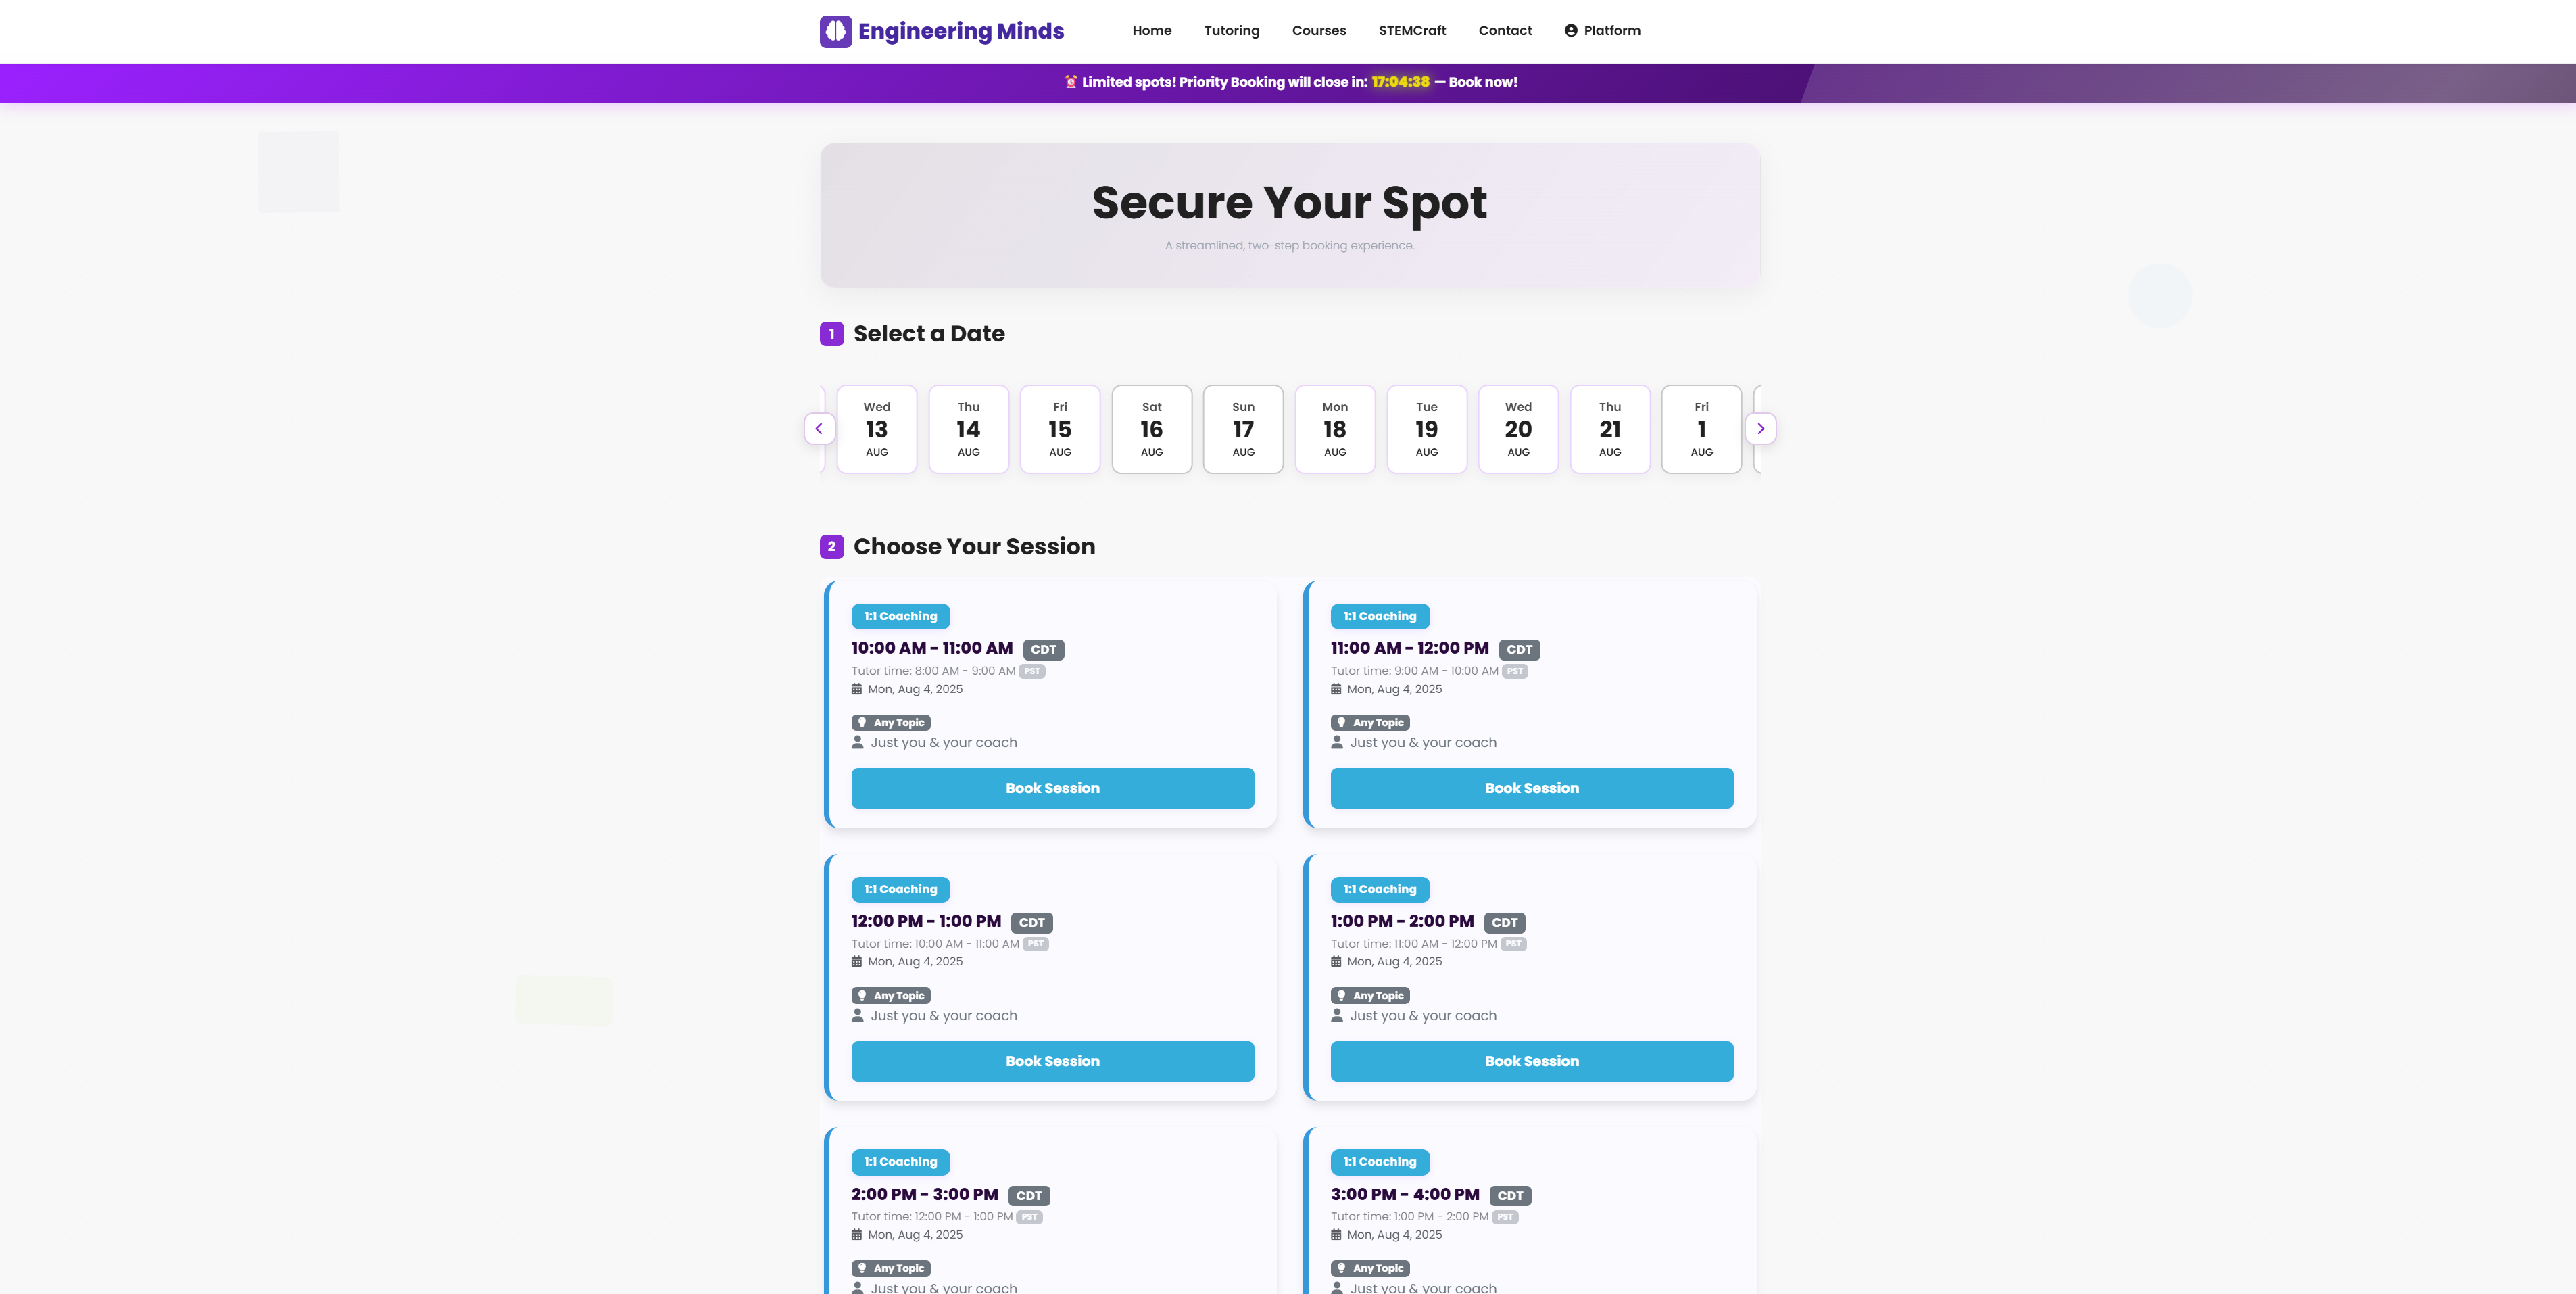 Engineering Minds
Home Tutoring Courses STEMCraft Contact Platform
⏰ Limited spots! Priority Booking will close in: 17:04:38 — Book now!
Secure Your Spot
A streamlined, two-step booking experience.
1 Select a Date
Wed
13
AUG
Thu
14
AUG
Fri
15
AUG
Sat
16
AUG
Sun
17
AUG
Mon
18
AUG
Tue
19
AUG
Wed
20
AUG
Thu
21
AUG
Fri
1
AUG
2 Choose Your Session
1:1 Coaching
10:00 AM - 11:00 AM CDT
Tutor time: 8:00 AM - 9:00 AM PST
Mon, Aug 4, 2025
Any Topic
Just you & your coach
Book Session
1:1 Coaching
11:00 AM - 12:00 PM CDT
Tutor time: 9:00 AM - 10:00 AM PST
Mon, Aug 4, 2025
Any Topic
Just you & your coach
Book Session
1:1 Coaching
12:00 PM - 1:00 PM CDT
Tutor time: 10:00 AM - 11:00 AM PST
Mon, Aug 4, 2025
Any Topic
Just you & your coach
Book Session
1:1 Coaching
1:00 PM - 2:00 PM CDT
Tutor time: 11:00 AM - 12:00 PM PST
Mon, Aug 4, 2025
Any Topic
Just you & your coach
Book Session
1:1 Coaching
2:00 PM - 3:00 PM CDT
Tutor time: 12:00 PM - 1:00 PM PST
Mon, Aug 4, 2025
Any Topic
Just you & your coach
1:1 Coaching
3:00 PM - 4:00 PM CDT
Tutor time: 1:00 PM - 2:00 PM PST
Mon, Aug 4, 2025
Any Topic
Just you & your coach